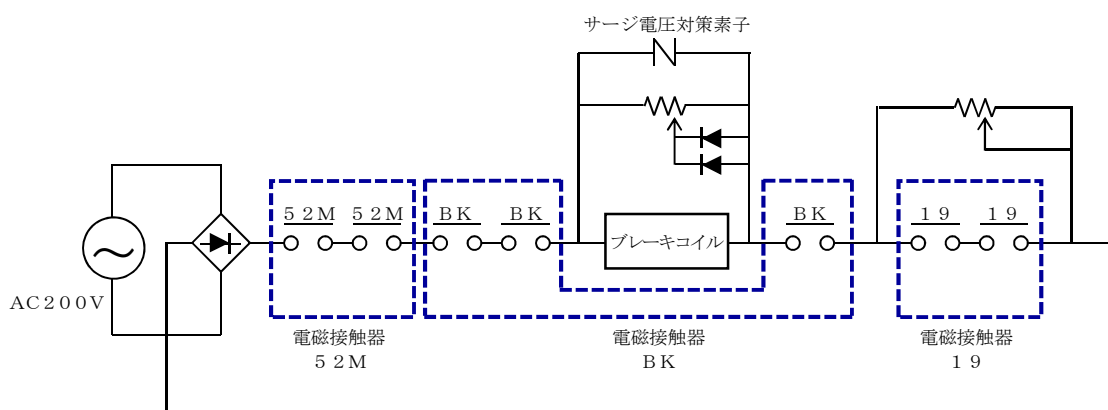 サージ電圧対策素子
５２Ｍ
５２Ｍ
ＢＫ
ＢＫ
ブレーキコイル
ＢＫ
１９
１９
ＡＣ２００Ｖ
電磁接触器
５２Ｍ
電磁接触器
ＢＫ
電磁接触器
１９